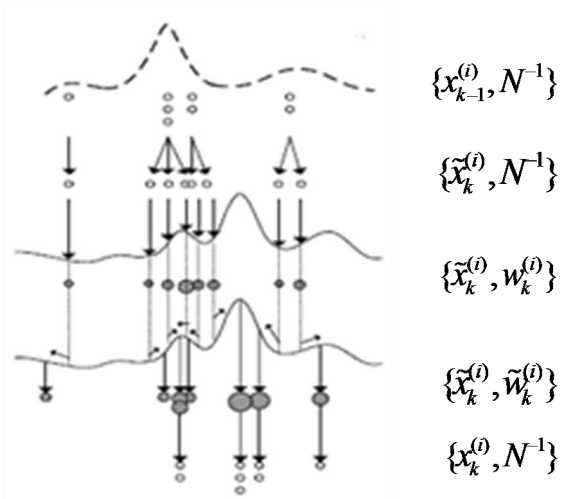 {x_{k-1}^{(i)}, N^{-1}}
{x̃_k^{(i)}, N^{-1}}
{x̃_k^{(i)}, w_k^{(i)}}
{x̃_k^{(i)}, w̃_k^{(i)}}
{x_k^{(i)}, N^{-1}}